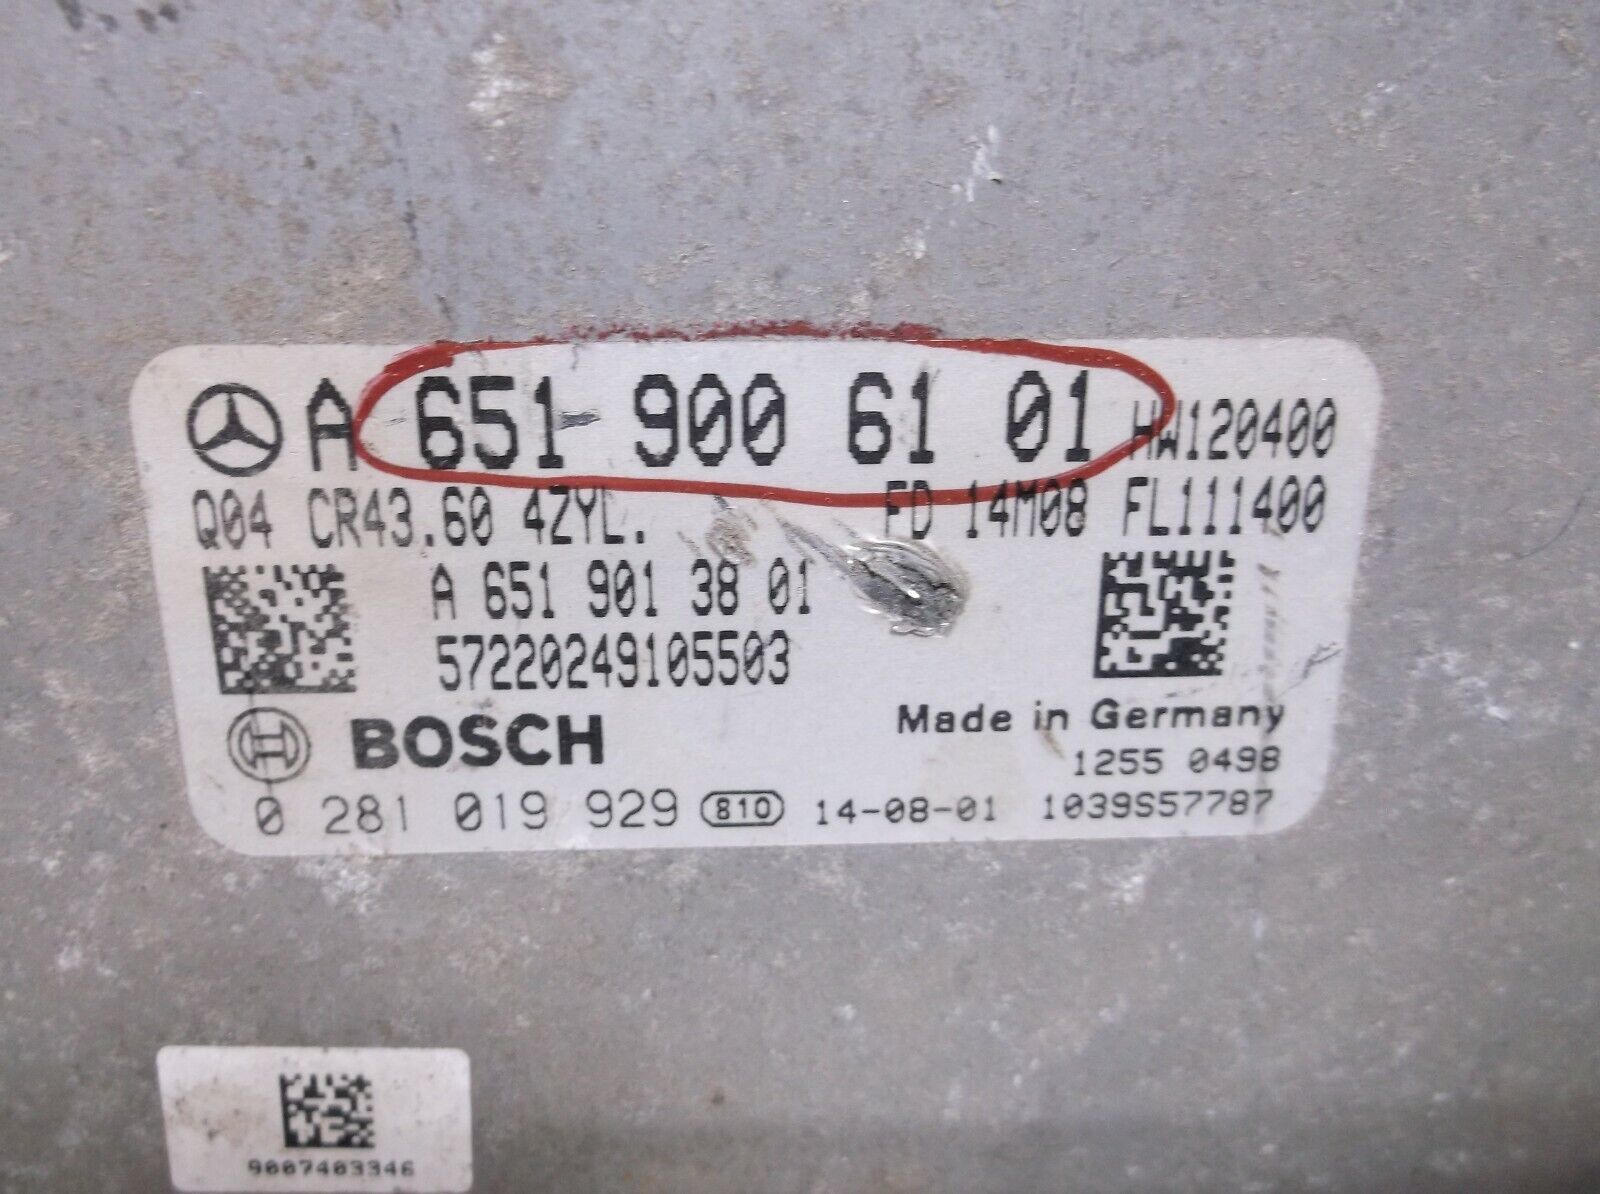 A 651 900 61 01 HW120400
Q04 CR43.60 4ZYL. FD 14M08 FL111400
A 651 901 38 01
57220249105503
BOSCH
Made in Germany
1255 0498
0 281 019 929 810 14-08-01 1039S57787
9007403346